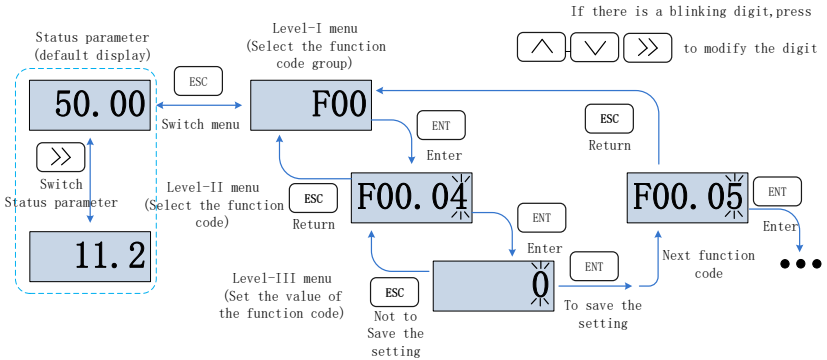 If there is a blinking digit,press
to modify the digit
Status parameter
(default display)
Level-I menu
(Select the function
code group)
ESC
50.00
Switch menu
F00
ENT
Enter
ESC
Return
Switch
Status parameter
11.2
Level-II menu
(Select the function
code)
ESC
Return
F00.04
ENT
Enter
F00.05
ENT
Enter
Level-III menu
(Set the value of
the function code)
ESC
Not to
Save the
setting
0
ENT
To save the
setting
Next function
code